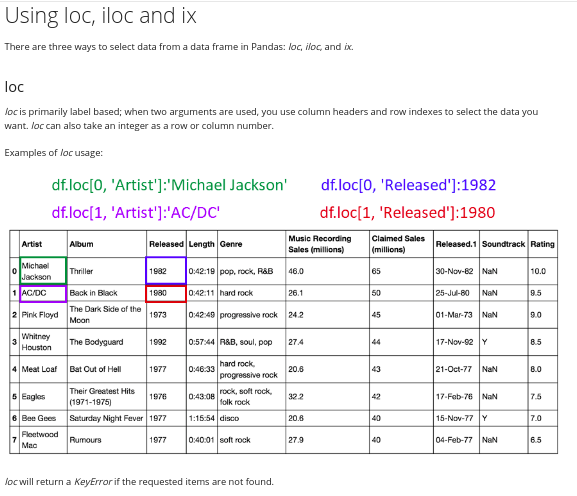 Using loc, iloc and ix
There are three ways to select data from a data frame in Pandas: loc, iloc, and ix.
loc
loc is primarily label based; when two arguments are used, you use column headers and row indexes to select the data you
want. loc can also take an integer as a row or column number.
Examples of loc usage:
df.loc[0, 'Artist']:'Michael Jackson' df.loc[0, 'Released']:1982
df.loc[1, 'Artist']:'AC/DC' df.loc[1, 'Released']:1980
Artist Album Released Length Genre Music Recording Sales (millions) Claimed Sales (millions) Released.1 Soundtrack Rating
0 Michael Jackson Thriller 1982 0:42:19 pop, rock, R&B 46.0 65 30-Nov-82 NaN 10.0
1 AC/DC Back in Black 1980 0:42:11 hard rock 26.1 50 25-Jul-80 NaN 9.5
2 Pink Floyd The Dark Side of the Moon 1973 0:42:49 progressive rock 24.2 45 01-Mar-73 NaN 9.0
3 Whitney Houston The Bodyguard 1992 0:57:44 R&B, soul, pop 27.4 44 17-Nov-92 Y 8.5
4 Meat Loaf Bat Out of Hell 1977 0:46:33 hard rock, progressive rock 20.6 43 21-Oct-77 NaN 8.0
5 Eagles Their Greatest Hits (1971-1975) 1976 0:43:08 rock, soft rock, folk rock 32.2 42 17-Feb-76 NaN 7.5
6 Bee Gees Saturday Night Fever 1977 1:15:54 disco 20.6 40 15-Nov-77 Y 7.0
7 Fleetwood Mac Rumours 1977 0:40:01 soft rock 27.9 40 04-Feb-77 NaN 6.5
loc will return a KeyError if the requested items are not found.